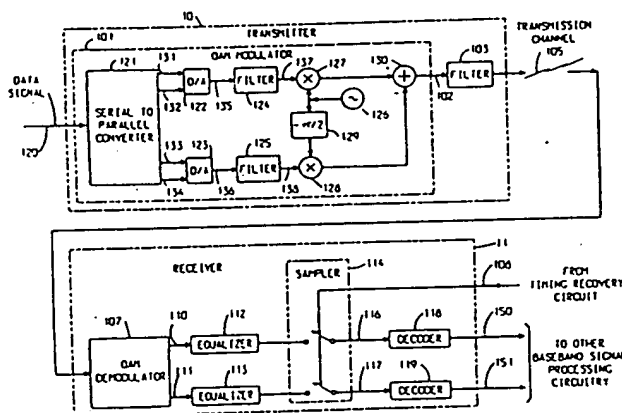 10
TRANSMITTER
101
QAM MODULATOR
TRANSMISSION
CHANNEL
105
121
131
137
127
130
103
DATA
SIGNAL
D/A
FILTER
FILTER
132
122
135
124
102
SERIAL TO
PARALLEL
CONVERTER
126
-π/2
129
120
133
123
125
D/A
FILTER
134
136
138
128
11
RECEIVER
114
SAMPLER
106
FROM
TIMING RECOVERY
CIRCUIT
107
110
112
116
118
150
EQUALIZER
DECODER
QAM
DEMODULATOR
TO OTHER
BASEBAND SIGNAL
PROCESSING
CIRCUITRY
111
113
117
119
151
EQUALIZER
DECODER